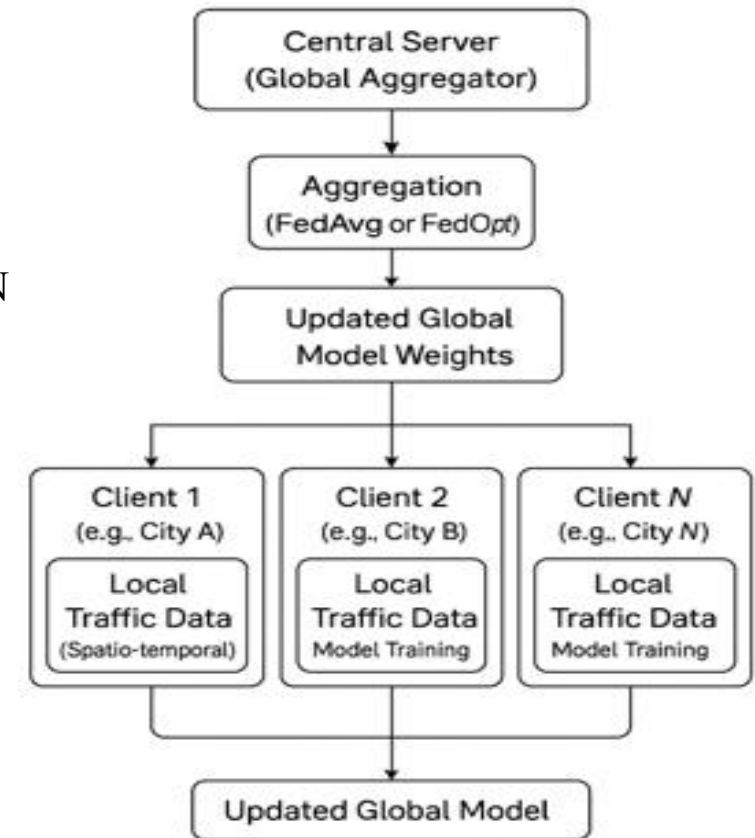 Central Server
(Global Aggregator)
Aggregation
(FedAvg or FedOpt)
N
Updated Global
Model Weights
Client 1
(e.g., City A)
Local
Traffic Data
(Spatio-temporal)
Client 2
(e.g., City B)
Local
Traffic Data
Model Training
Client N
(e.g., City N)
Local
Traffic Data
Model Training
Updated Global Model